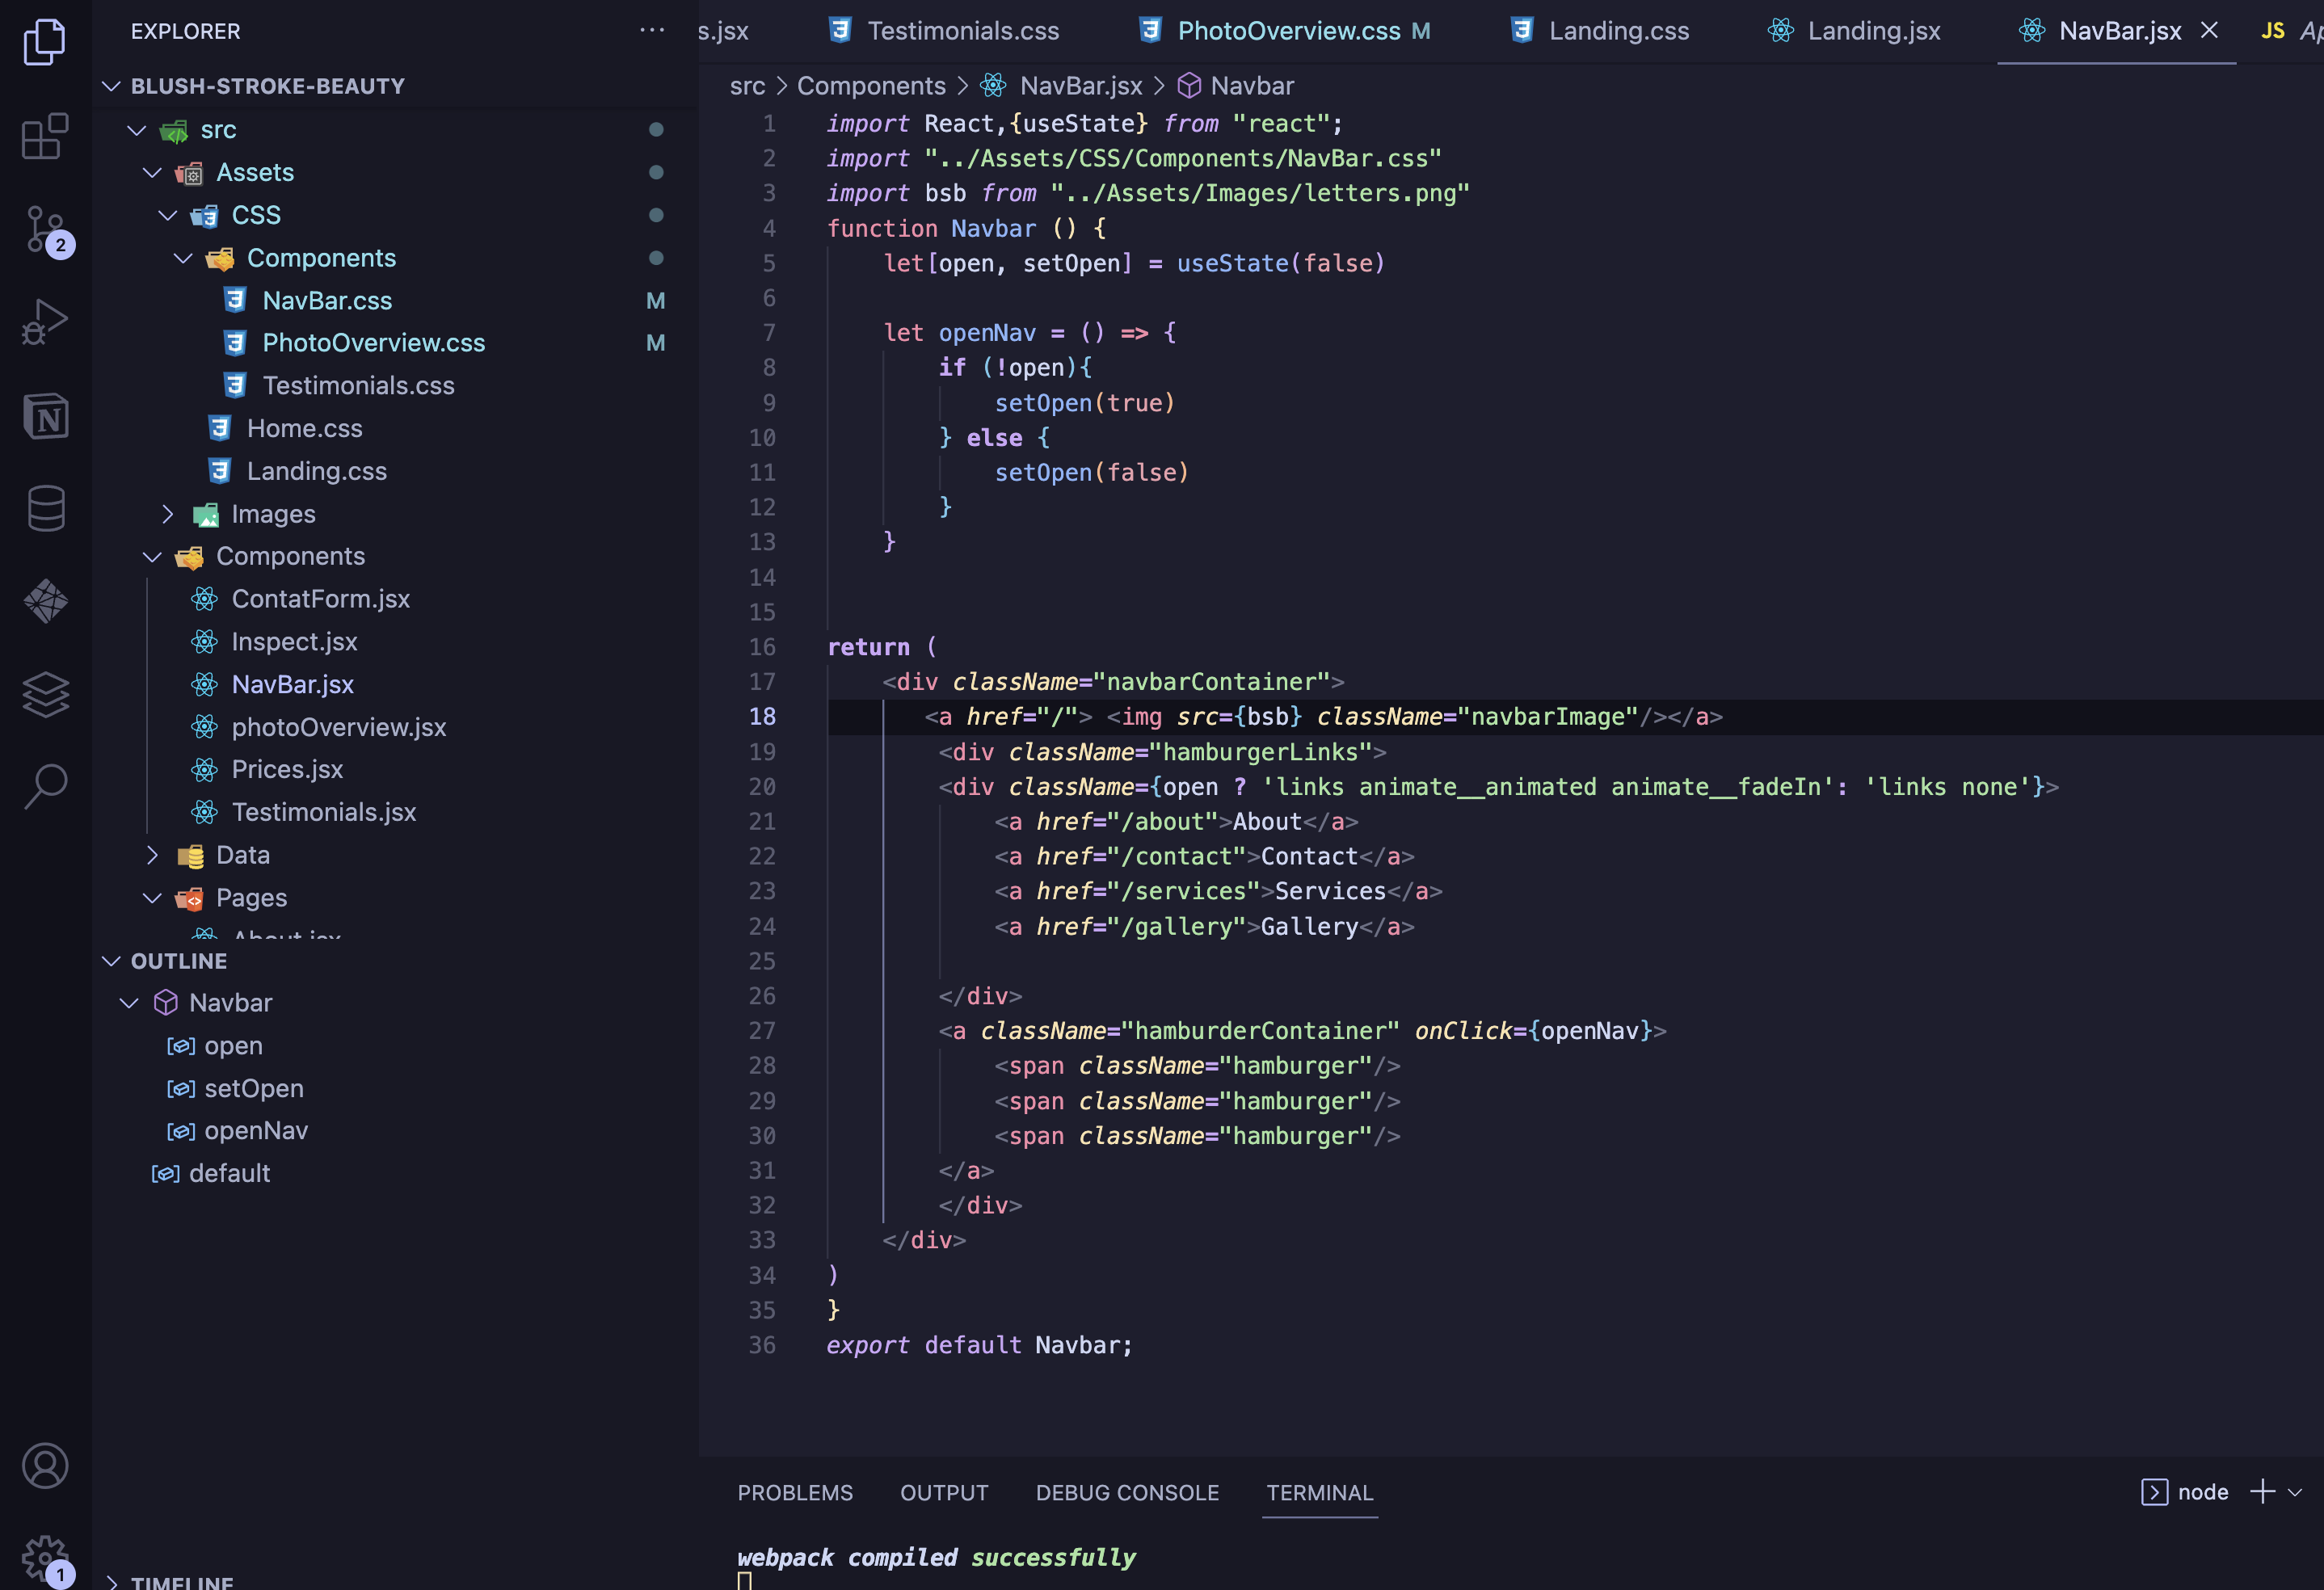 EXPLORER
BLUSH-STROKE-BEAUTY
src
Assets
CSS
Components
NavBar.css M
PhotoOverview.css M
Testimonials.css
Home.css
Landing.css
Images
Components
ContatForm.jsx
Inspect.jsx
NavBar.jsx
photoOverview.jsx
Prices.jsx
Testimonials.jsx
Data
Pages
About.jsx
OUTLINE
Navbar
open
setOpen
openNav
default
TIMELINE
2
1
s.jsx Testimonials.css PhotoOverview.css M Landing.css Landing.jsx NavBar.jsx JS Ap
src > Components > NavBar.jsx > Navbar
1 import React,{useState} from "react";
2 import "../Assets/CSS/Components/NavBar.css"
3 import bsb from "../Assets/Images/letters.png"
4 function Navbar () {
5 let[open, setOpen] = useState(false)
6
7 let openNav = () => {
8 if (!open){
9 setOpen(true)
10 } else {
11 setOpen(false)
12 }
13 }
14
15
16 return (
17 <div className="navbarContainer">
18 <a href="/"> <img src={bsb} className="navbarImage"/></a>
19 <div className="hamburgerLinks">
20 <div className={open ? 'links animate__animated animate__fadeIn': 'links none'}>
21 <a href="/about">About</a>
22 <a href="/contact">Contact</a>
23 <a href="/services">Services</a>
24 <a href="/gallery">Gallery</a>
25
26 </div>
27 <a className="hamburderContainer" onClick={openNav}>
28 <span className="hamburger"/>
29 <span className="hamburger"/>
30 <span className="hamburger"/>
31 </a>
32 </div>
33 </div>
34 )
35 }
36 export default Navbar;
PROBLEMS OUTPUT DEBUG CONSOLE TERMINAL node
webpack compiled successfully